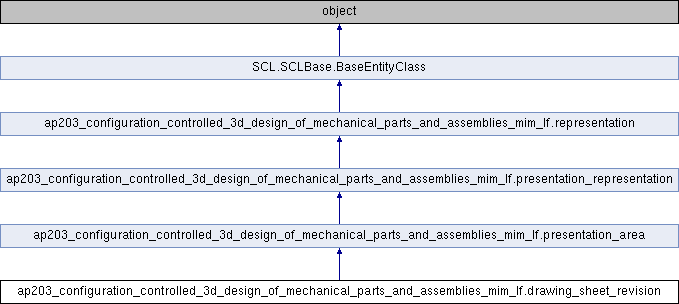 object
SCL.SCLBase.BaseEntityClass
ap203_configuration_controlled_3d_design_of_mechanical_parts_and_assemblies_mim_lf.representation
ap203_configuration_controlled_3d_design_of_mechanical_parts_and_assemblies_mim_lf.presentation_representation
ap203_configuration_controlled_3d_design_of_mechanical_parts_and_assemblies_mim_lf.presentation_area
ap203_configuration_controlled_3d_design_of_mechanical_parts_and_assemblies_mim_lf.drawing_sheet_revision